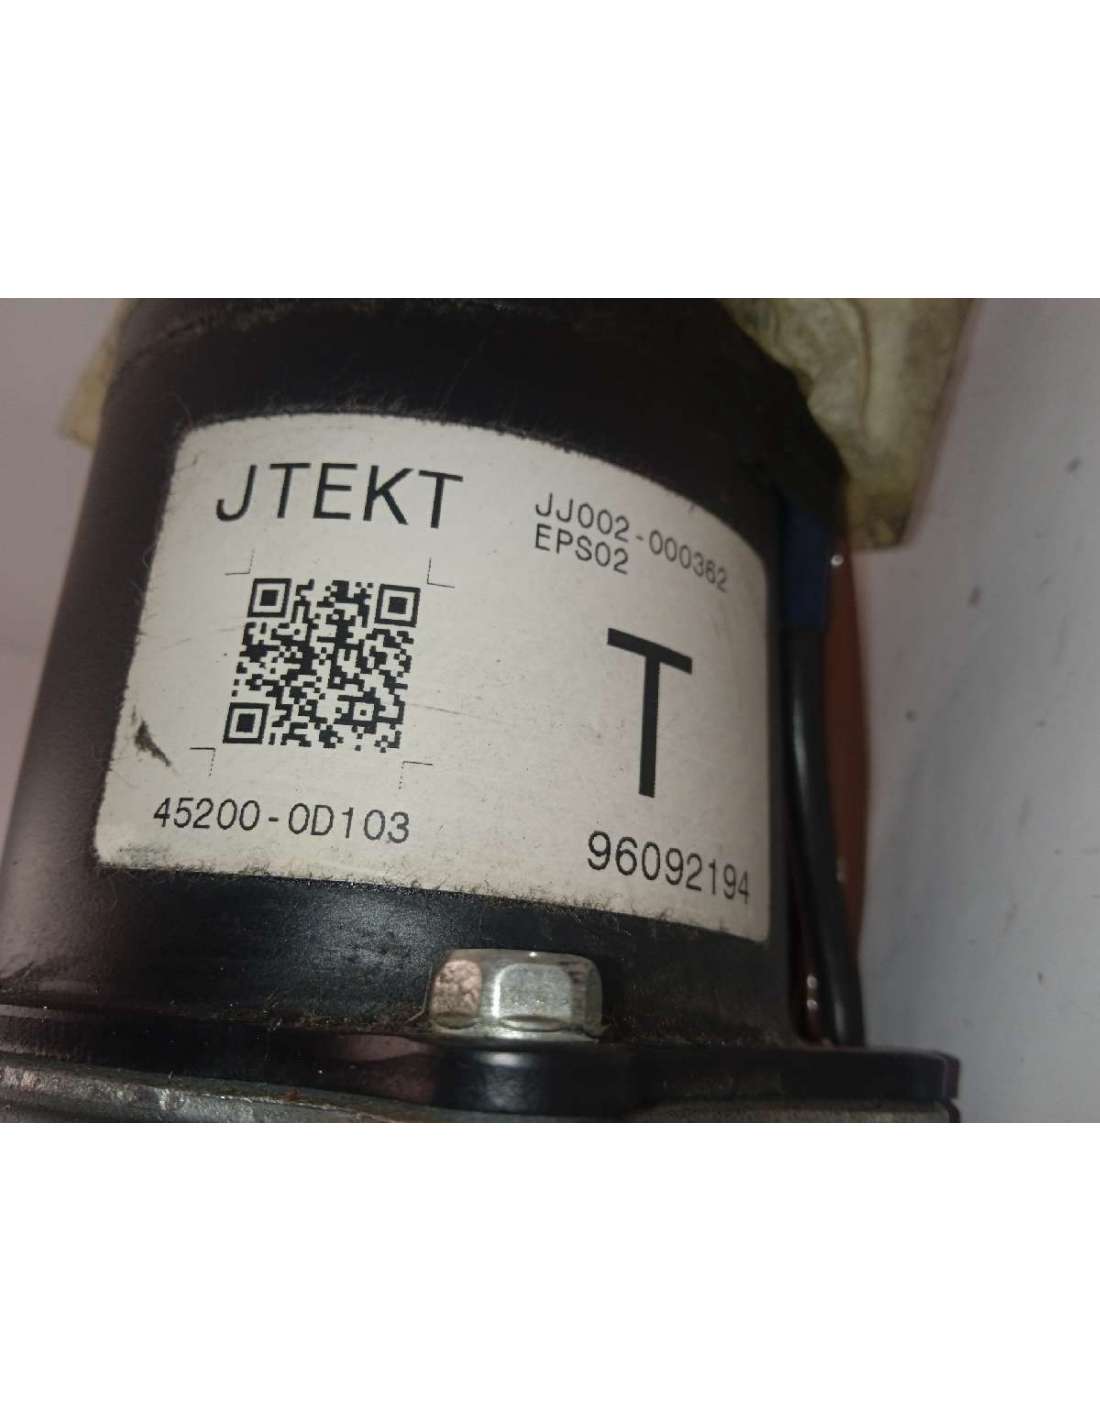 JTEKT
JJ002-000362
EPS02
T
45200-0D103
96092194